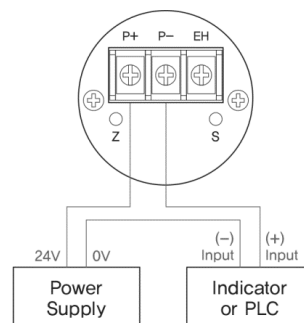 P+ P− EH
Z S
(−) (+)
24V 0V Input Input
Power Indicator
Supply or PLC